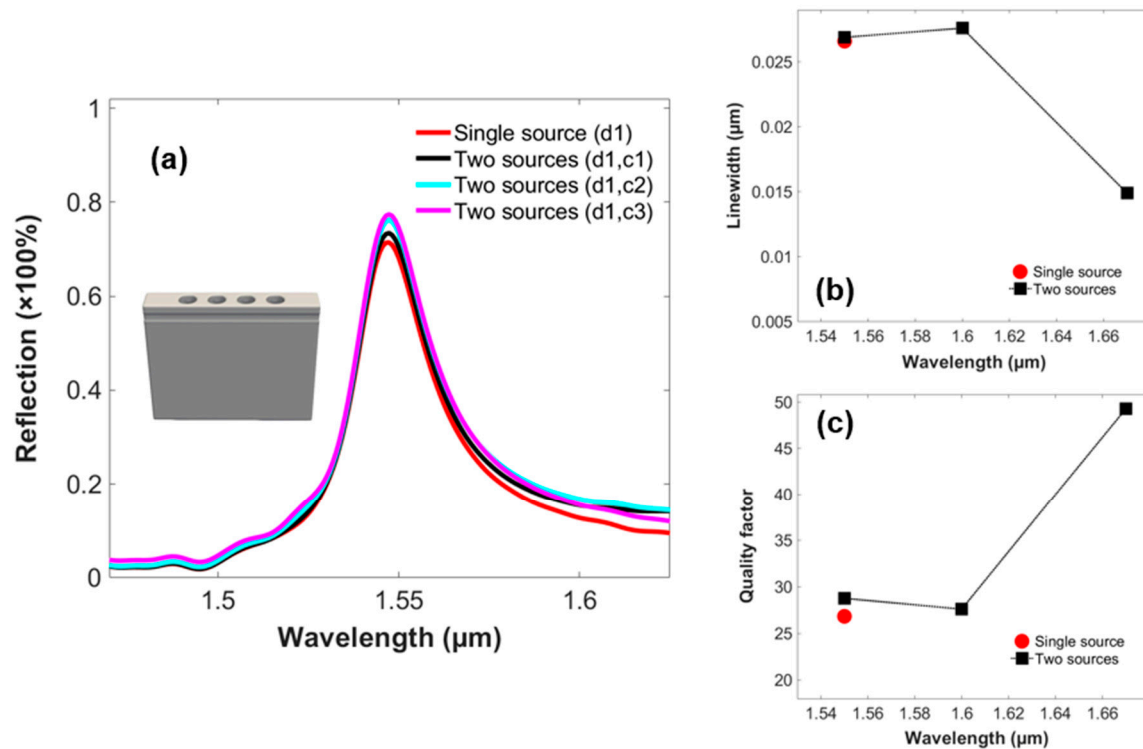 (a)
Single source (d1)
Two sources (d1,c1)
Two sources (d1,c2)
Two sources (d1,c3)
Reflection (×100%)
1
0.8
0.6
0.4
0.2
0
1.5
1.55
1.6
Wavelength (µm)
Linewidth (µm)
0.025
0.02
0.015
0.01
0.005
(b)
Single source
Two sources
1.54
1.56
1.58
1.6
1.62
1.64
1.66
Wavelength (µm)
Quality factor
50
45
40
35
30
25
20
(c)
Single source
Two sources
1.54
1.56
1.58
1.6
1.62
1.64
1.66
Wavelength (µm)